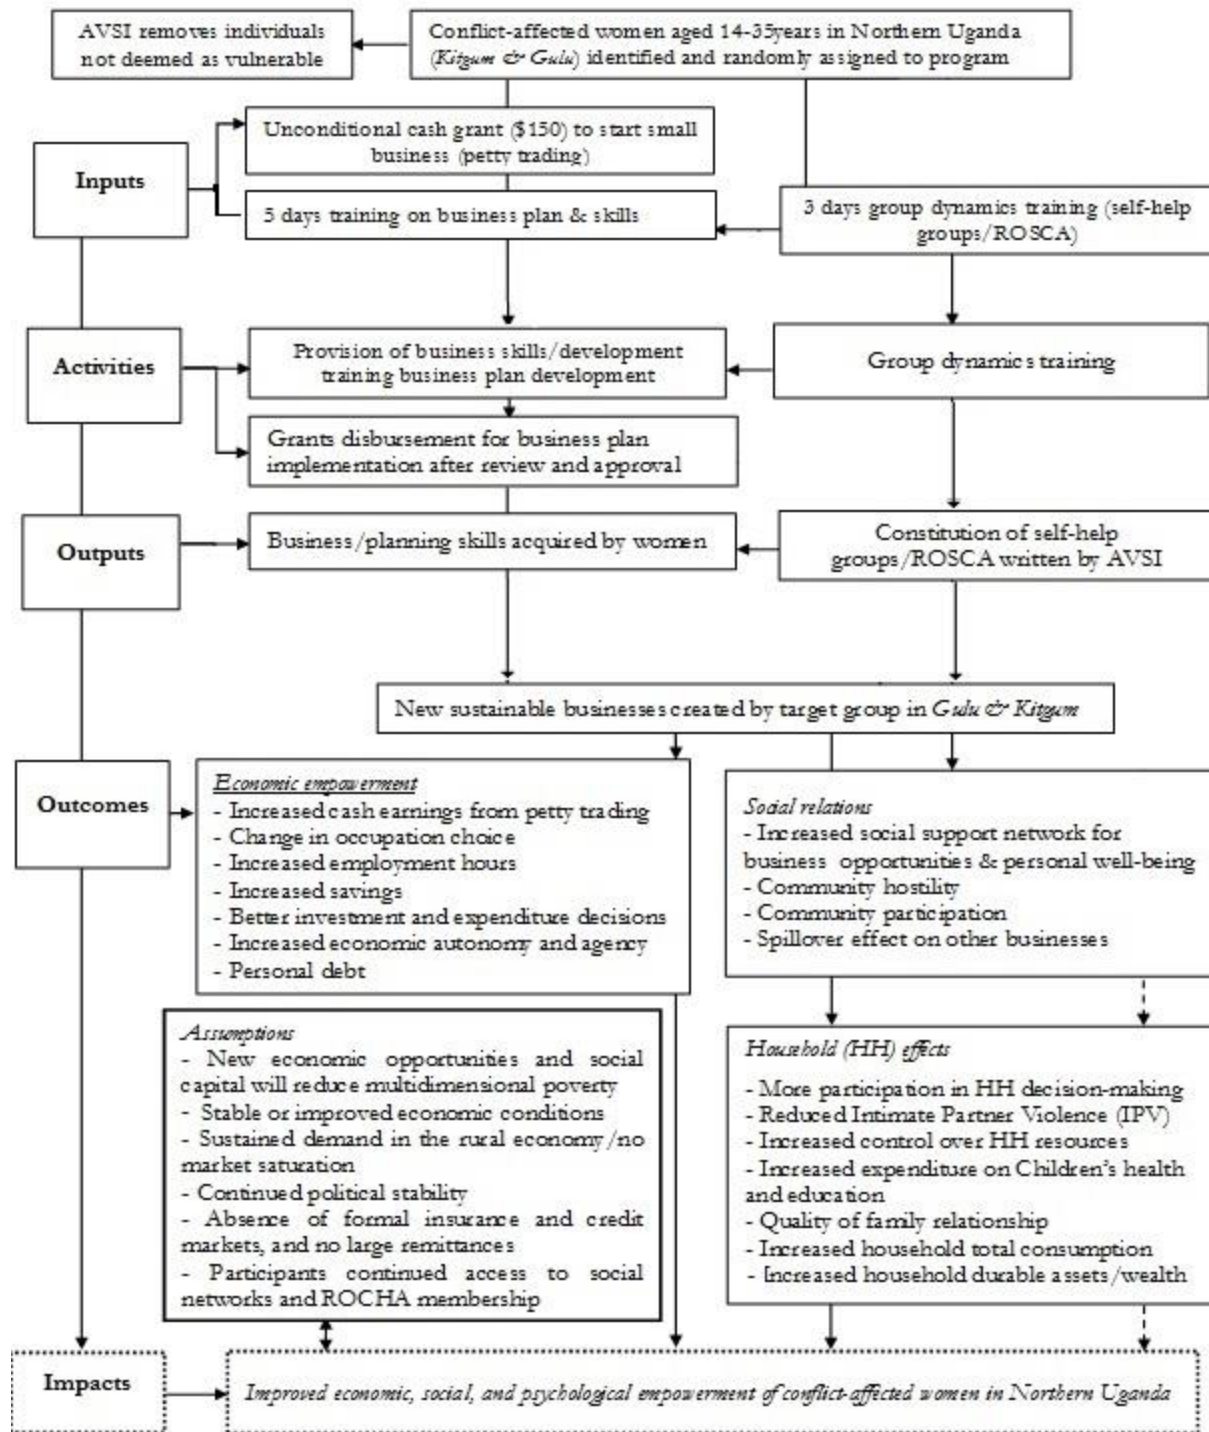 AVSI removes individuals
not deemed as vulnerable
Conflict-affected women aged 14-35years in Northern Uganda
(Kitgum & Gulu) identified and randomly assigned to program
Inputs
Unconditional cash grant ($150) to start small
business (petty trading)
5 days training on business plan & skills
3 days group dynamics training (self-help
groups/ROSCA)
Activities
Provision of business skills/development
training business plan development
Group dynamics training
Grants disbursement for business plan
implementation after review and approval
Outputs
Business/planning skills acquired by women
Constitution of self-help
groups/ROSCA written by AVSI
New sustainable businesses created by target group in Gulu & Kitgum
Outcomes
Economic empowerment
- Increased cash earnings from petty trading
- Change in occupation choice
- Increased employment hours
- Increased savings
- Better investment and expenditure decisions
- Increased economic autonomy and agency
- Personal debt
Social relations
- Increased social support network for
business opportunities & personal well-being
- Community hostility
- Community participation
- Spillover effect on other businesses
Assumptions
- New economic opportunities and social
capital will reduce multidimensional poverty
- Stable or improved economic conditions
- Sustained demand in the rural economy/no
market saturation
- Continued political stability
- Absence of formal insurance and credit
markets, and no large remittances
- Participants continued access to social
networks and ROCHA membership
Household (HH) effects
- More participation in HH decision-making
- Reduced Intimate Partner Violence (IPV)
- Increased control over HH resources
- Increased expenditure on Children's health
and education
- Quality of family relationship
- Increased household total consumption
- Increased household durable assets/wealth
Impacts
Improved economic, social, and psychological empowerment of conflict-affected women in Northern Uganda